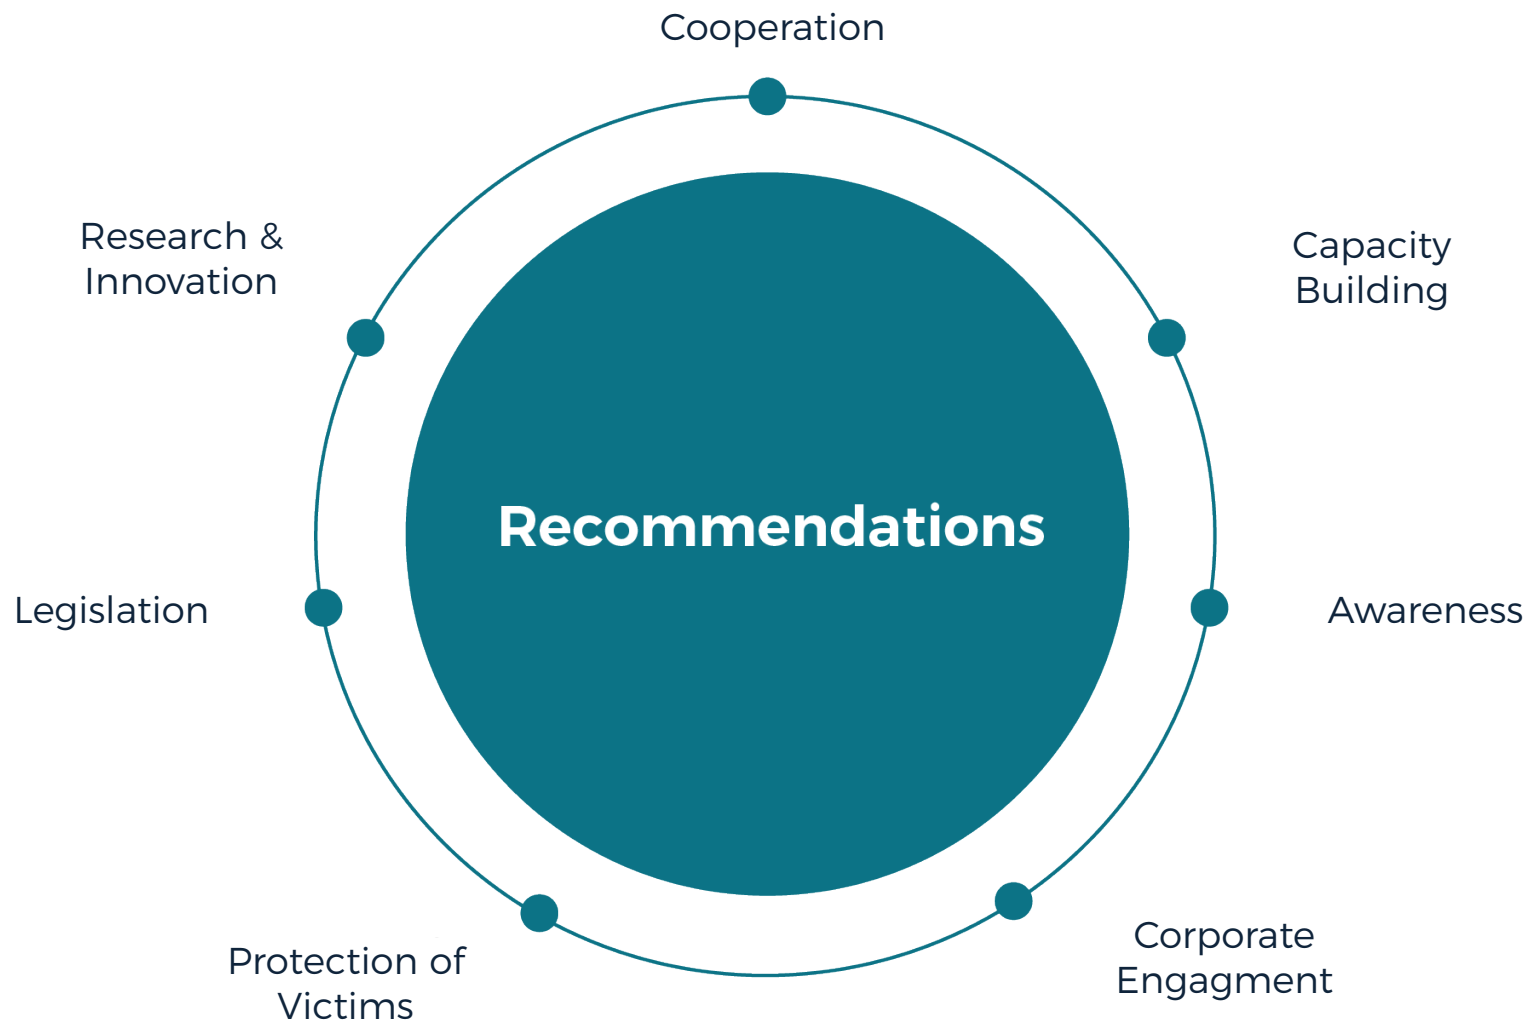 Cooperation
Research &
Innovation
Capacity
Building
Recommendations
Legislation
Awareness
Corporate
Engagment
Protection of
Victims